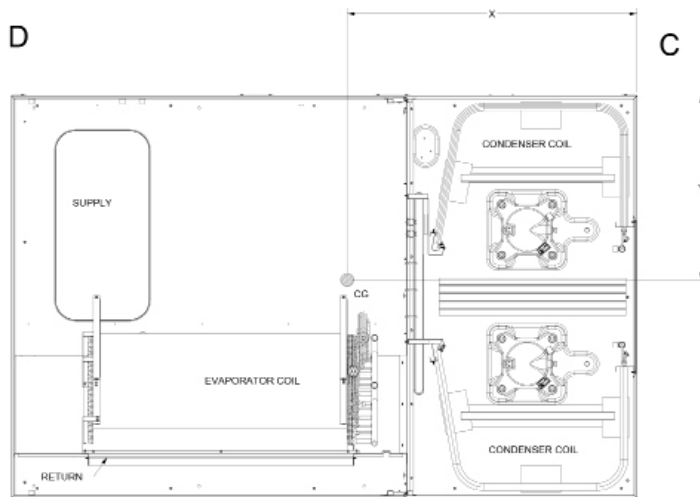 D
X
C
CONDENSER COIL
SUPPLY
CG
EVAPORATOR COIL
CONDENSER COIL
RETURN